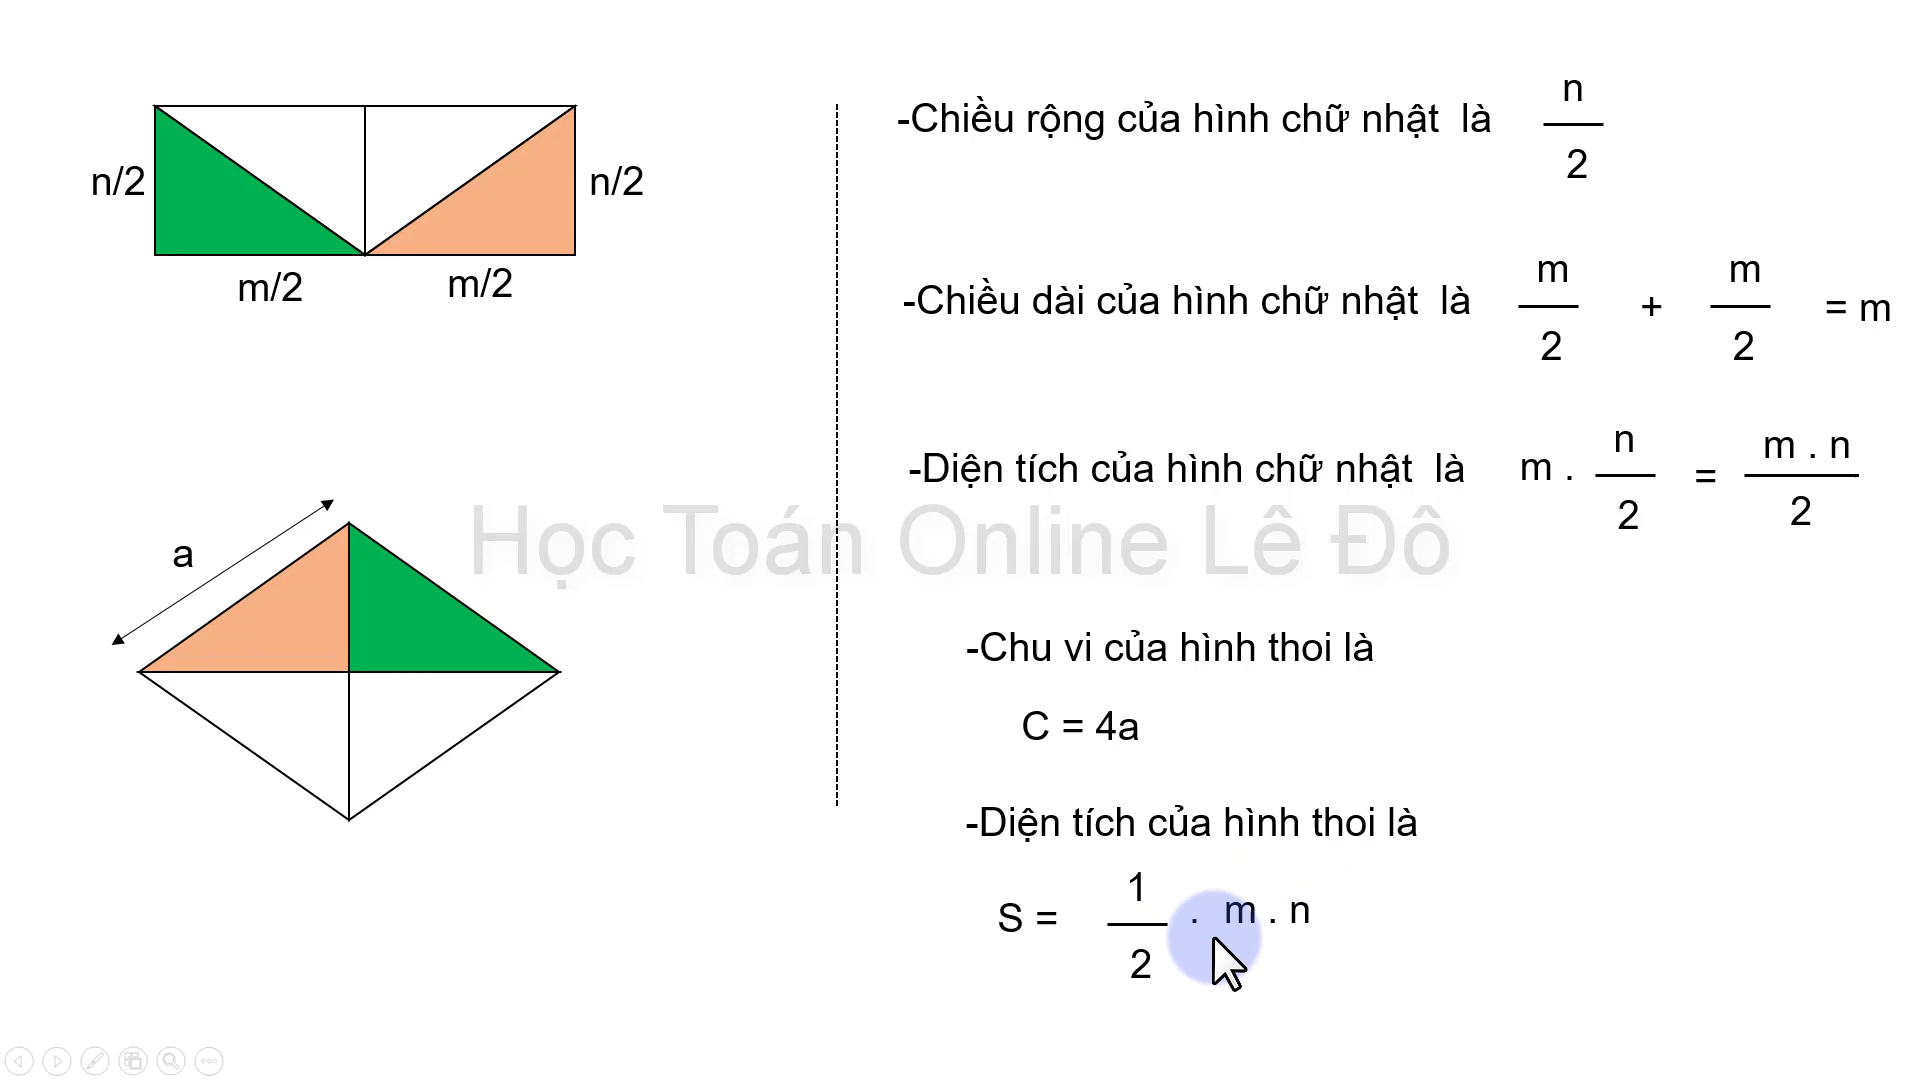 n/2
n/2
m/2
m/2
-Chiều rộng của hình chữ nhật là n/2
-Chiều dài của hình chữ nhật là m/2 + m/2 = m
-Diện tích của hình chữ nhật là m . n/2 = m . n/2
Học Toán Online Lê Đô
a
-Chu vi của hình thoi là
C = 4a
-Diện tích của hình thoi là
S = 1/2 . m . n